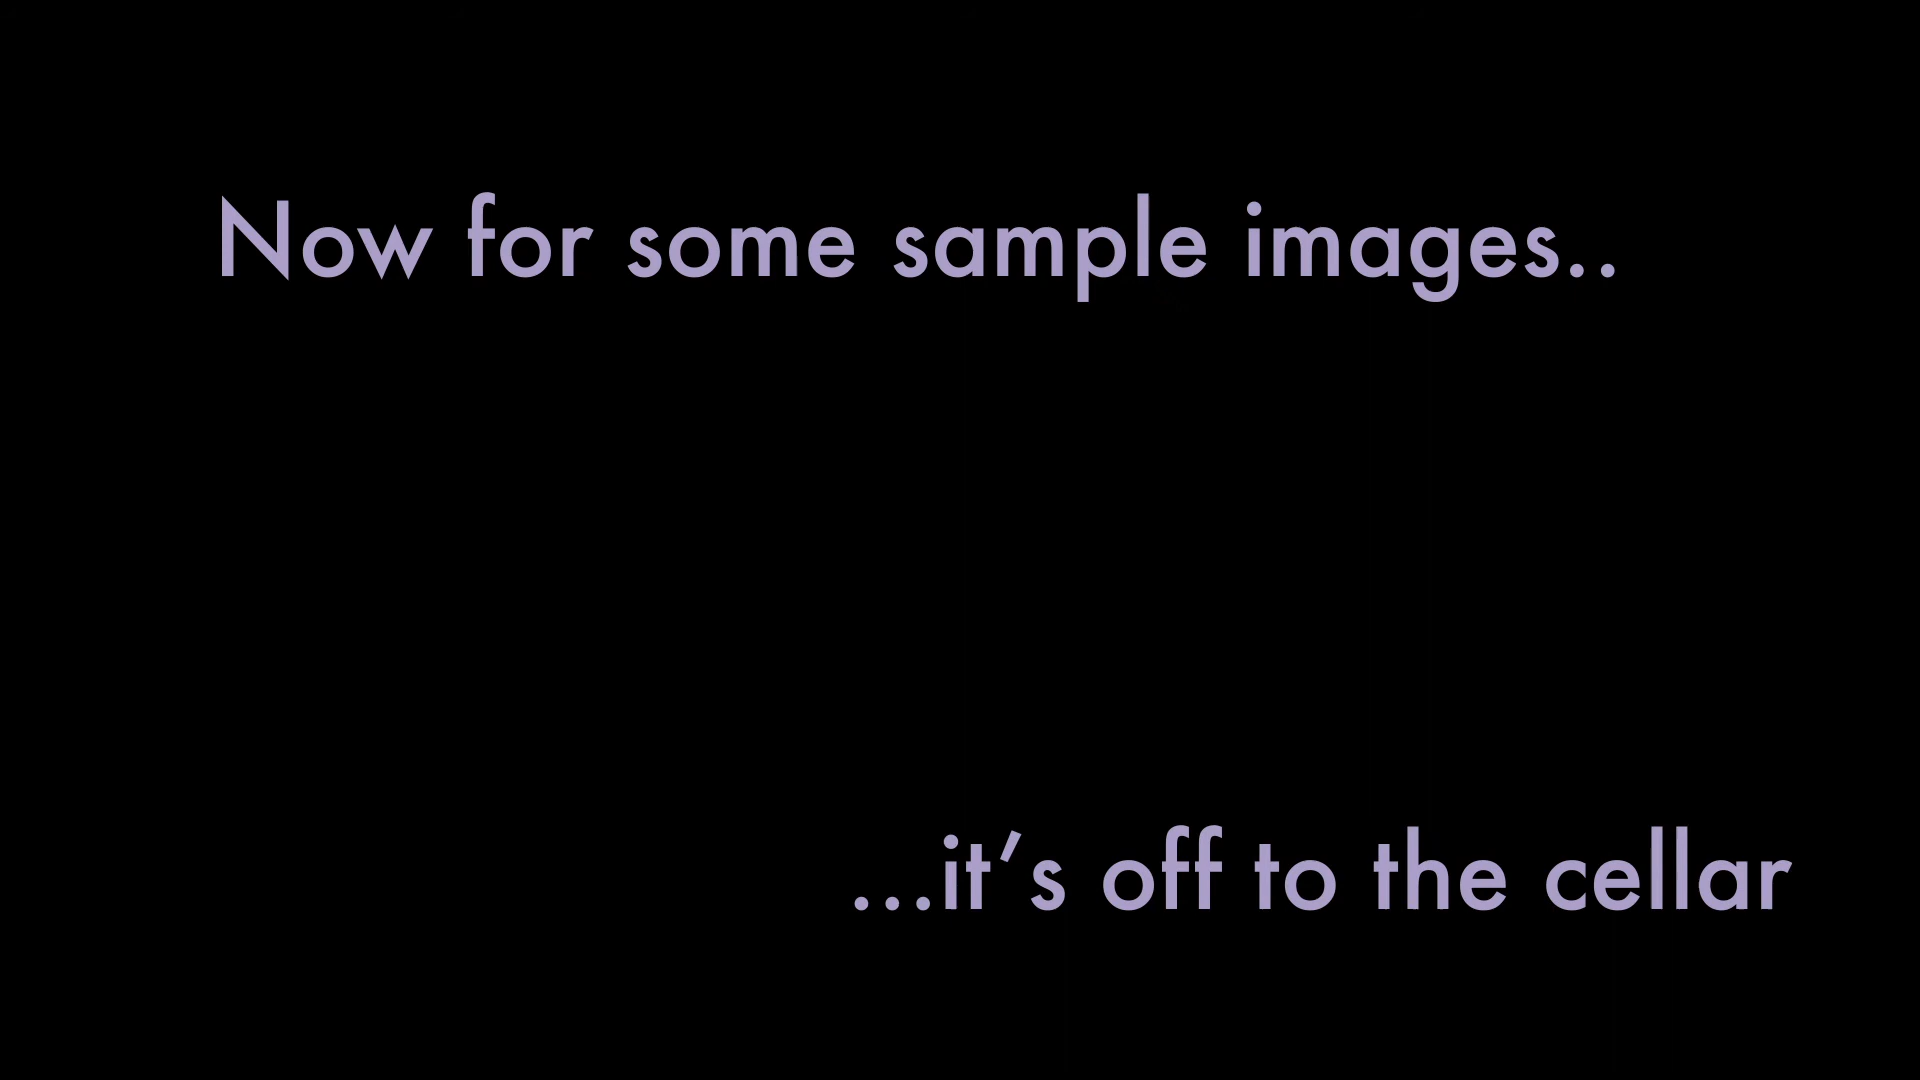 Now for some sample images..
...it’s off to the cellar